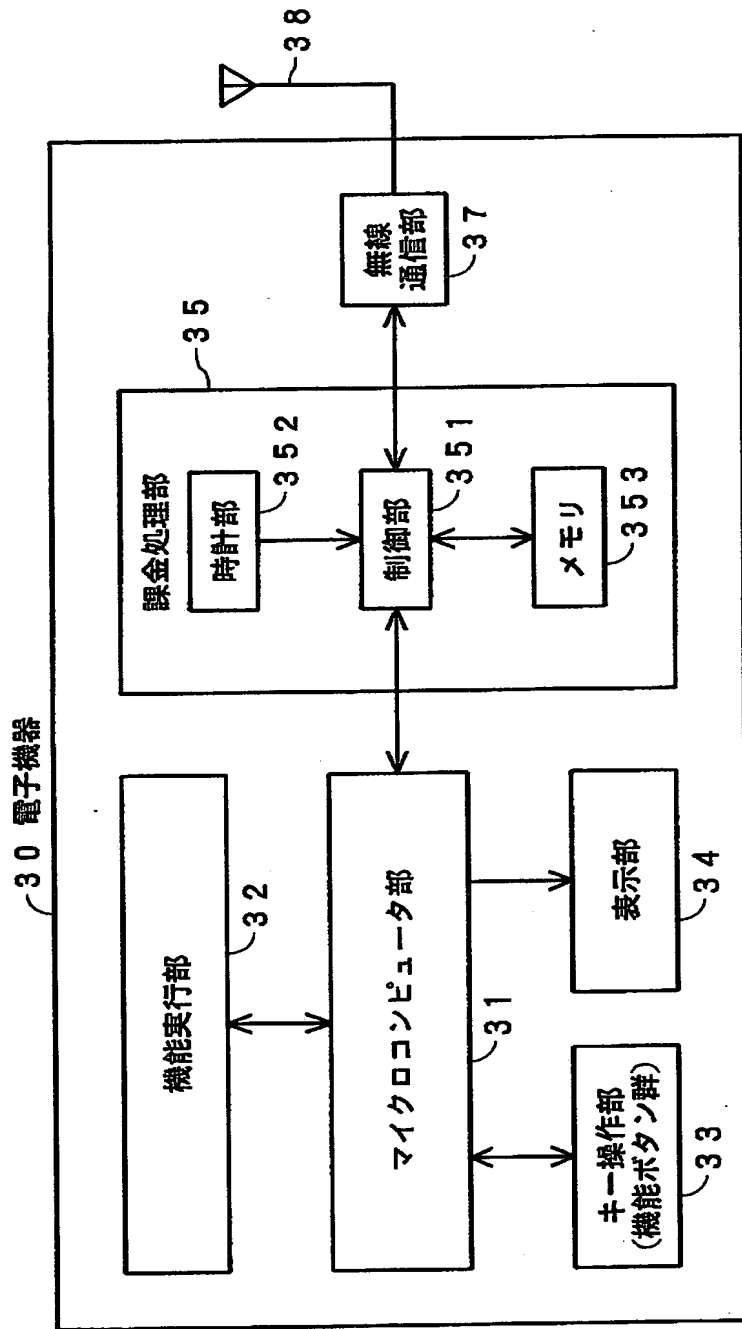 30 電子機器
機能実行部
32
マイクロコンピュータ部
31
キー操作部
(機能ボタン群)
33
表示部
34
課金処理部
35
時計部
352
制御部
351
メモリ
353
無線
通信部
37
38